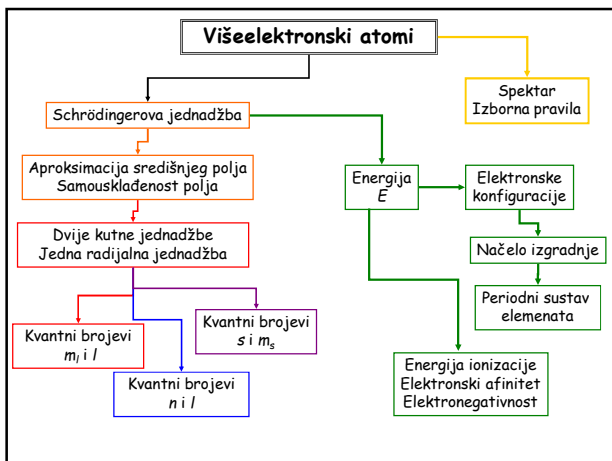 Višeelektronski atomi
Spektar
Izborna pravila
Schrödingerova jednadžba
Aproksimacija središnjeg polja
Samousklađenost polja
Energija
E
Elektronske
konfiguracije
Dvije kutne jednadžbe
Jedna radijalna jednadžba
Načelo izgradnje
Periodni sustav
elemenata
Kvantni brojevi
mₗ i l
Kvantni brojevi
s i mₛ
Kvantni brojevi
n i l
Energija ionizacije
Elektronski afinitet
Elektronegativnost